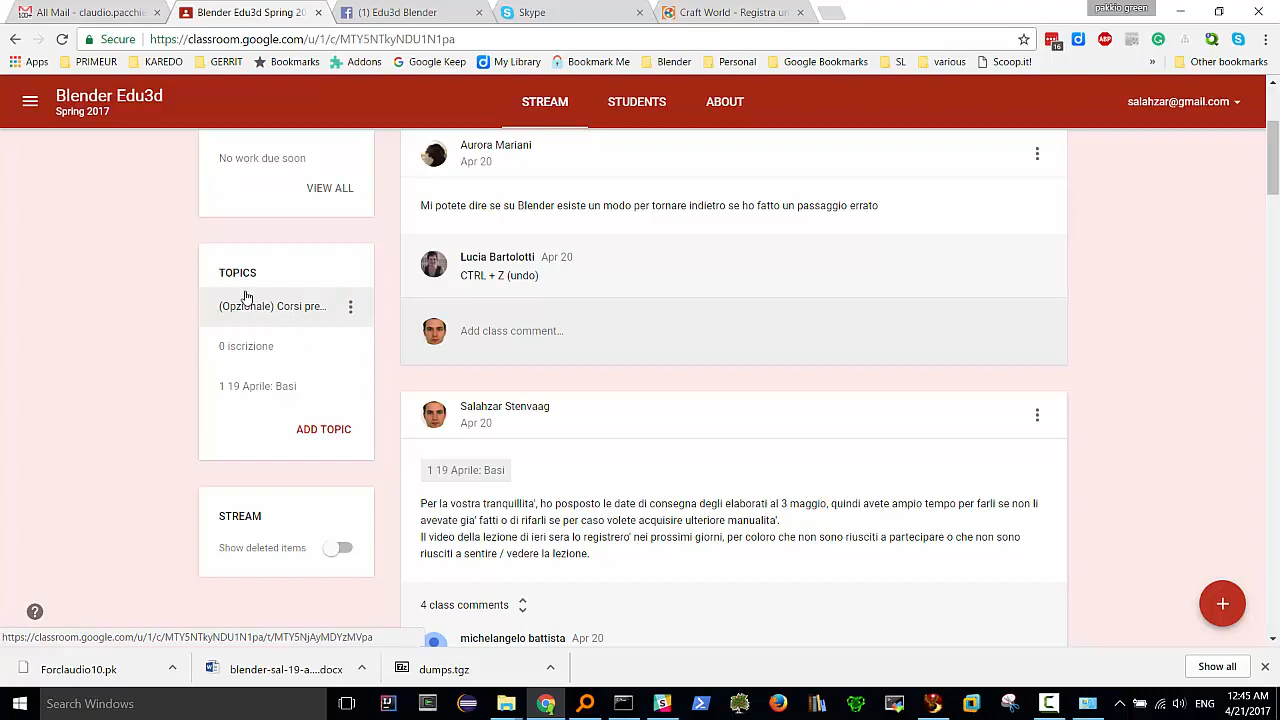 pakkio green
All Mail - claudio.pacchie
Blender Edu3d Spring 20
(1) Edu3d Blender
Skype
Craft World - Registra un
Secure
https://classroom.google.com/u/1/c/MTY5NTkyNDU1N1pa
16
Apps
PRIMEUR
KAREDO
GERRIT
Bookmarks
Addons
Google Keep
My Library
Bookmark Me
Blender
Personal
Google Bookmarks
SL
various
Scoop.it!
»
Other bookmarks
Blender Edu3d
Spring 2017
STREAM
STUDENTS
ABOUT
salahzar@gmail.com
No work due soon
VIEW ALL
TOPICS
(Opzionale) Corsi pre...
0 iscrizione
1 19 Aprile: Basi
ADD TOPIC
STREAM
Show deleted items
Aurora Mariani
Apr 20
Mi potete dire se su Blender esiste un modo per tornare indietro se ho fatto un passaggio errato
Lucia Bartolotti Apr 20
CTRL + Z (undo)
Add class comment...
Salahzar Stenvaag
Apr 20
1 19 Aprile: Basi
Per la vostra tranquillita', ho posposto le date di consegna degli elaborati al 3 maggio, quindi avete ampio tempo per farli se non li
avevate gia' fatti o di rifarli se per caso volete acquisire ulteriore manualita'.
Il video della lezione di ieri sera lo registrero' nei prossimi giorni, per coloro che non sono riusciti a partecipare o che non sono
riusciti a sentire / vedere la lezione.
4 class comments
michelangelo battista Apr 20
https://classroom.google.com/u/1/c/MTY5NTkyNDU1N1pa/t/MTY5NjAyMDYzMVpa
Forclaudio10.pk
blender-sal-19-a....docx
dumps.tgz
Show all
Search Windows
ENG
12:45 AM
4/21/2017